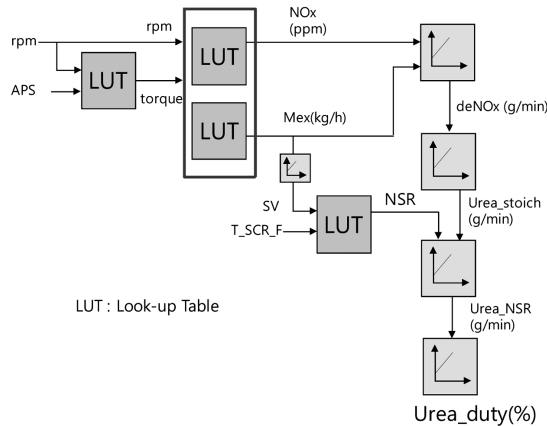 NOx
(ppm)
rpm
rpm
LUT
LUT
APS
torque
deNOx (g/min)
LUT
Mex(kg/h)
SV
NSR
Urea_stoich
(g/min)
T_SCR_F
LUT
LUT : Look-up Table
Urea_NSR
(g/min)
Urea_duty(%)